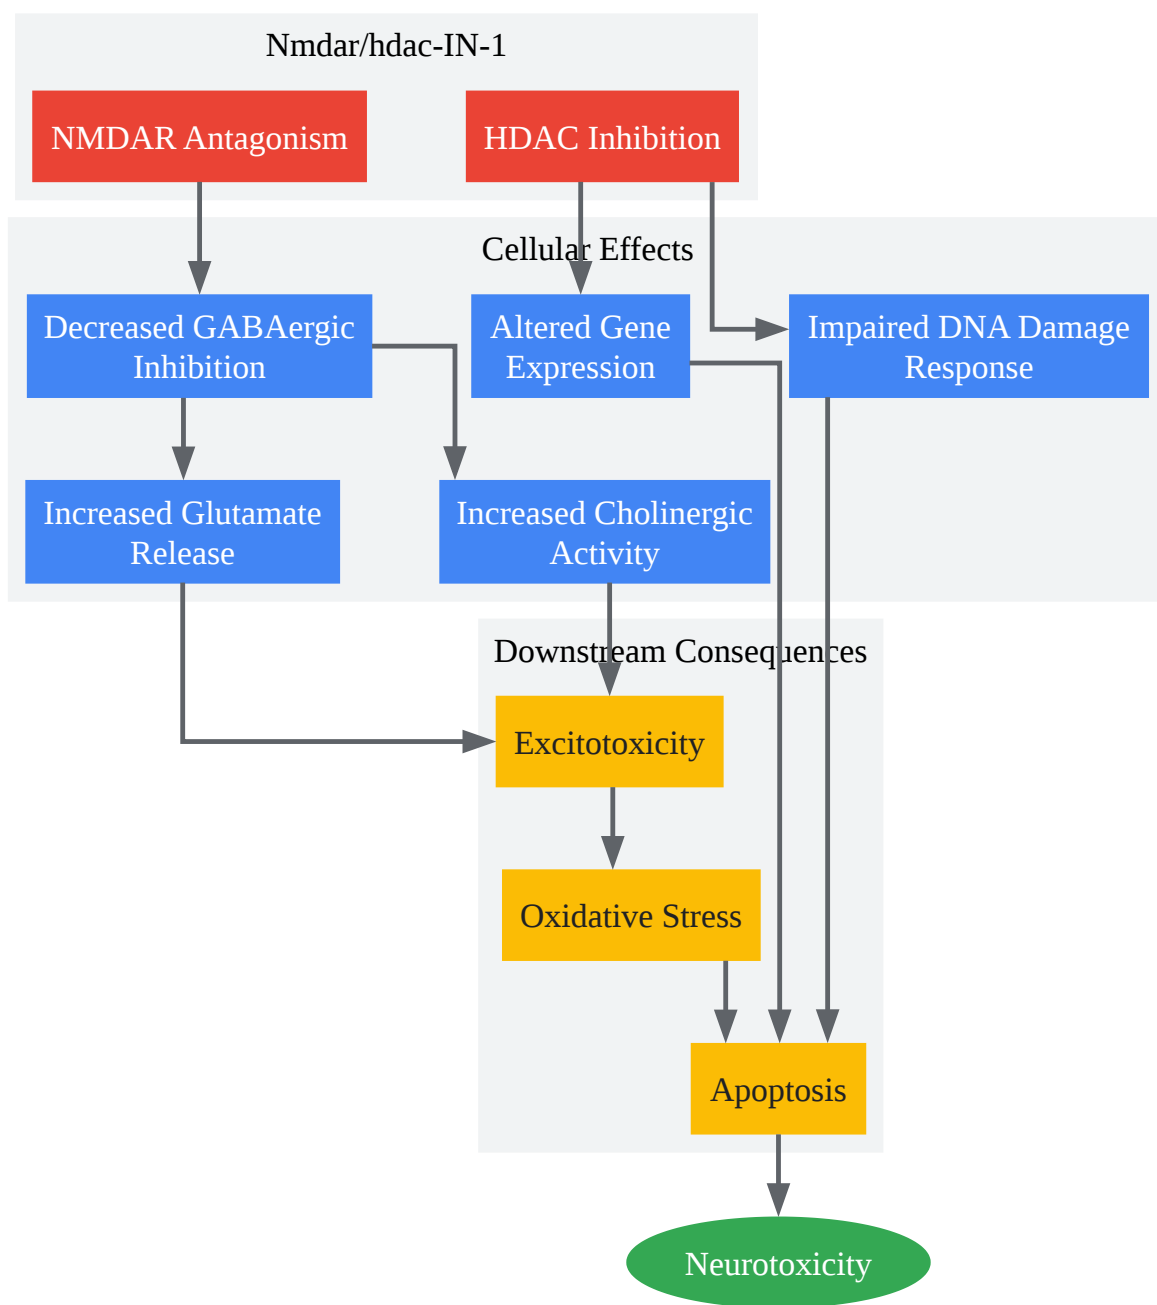 Nmdar/hdac-IN-1
NMDAR Antagonism
HDAC Inhibition
Cellular Effects
Decreased GABAergic
Inhibition
Altered Gene
Expression
Impaired DNA Damage
Response
Increased Glutamate
Release
Increased Cholinergic
Activity
Downstream Consequences
Excitotoxicity
Oxidative Stress
Apoptosis
Neurotoxicity